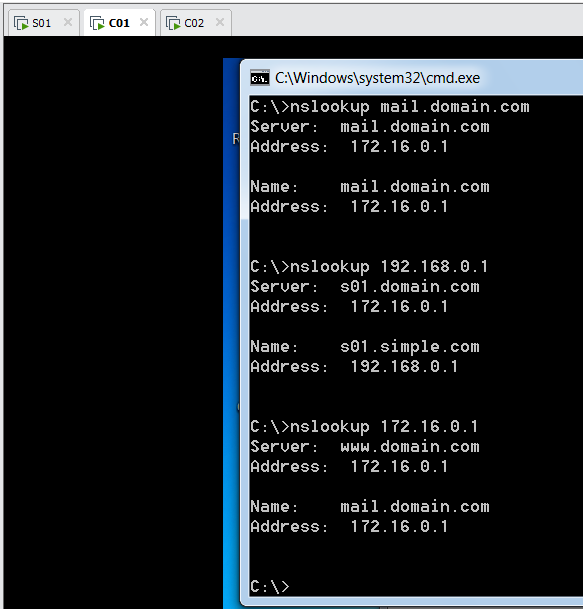 S01 C01 C02
C:\Windows\system32\cmd.exe
C:\>nslookup mail.domain.com
Server:  mail.domain.com
Address:  172.16.0.1
Name:    mail.domain.com
Address:  172.16.0.1
C:\>nslookup 192.168.0.1
Server:  s01.domain.com
Address:  172.16.0.1
Name:    s01.simple.com
Address:  192.168.0.1
C:\>nslookup 172.16.0.1
Server:  www.domain.com
Address:  172.16.0.1
Name:    mail.domain.com
Address:  172.16.0.1
C:\>